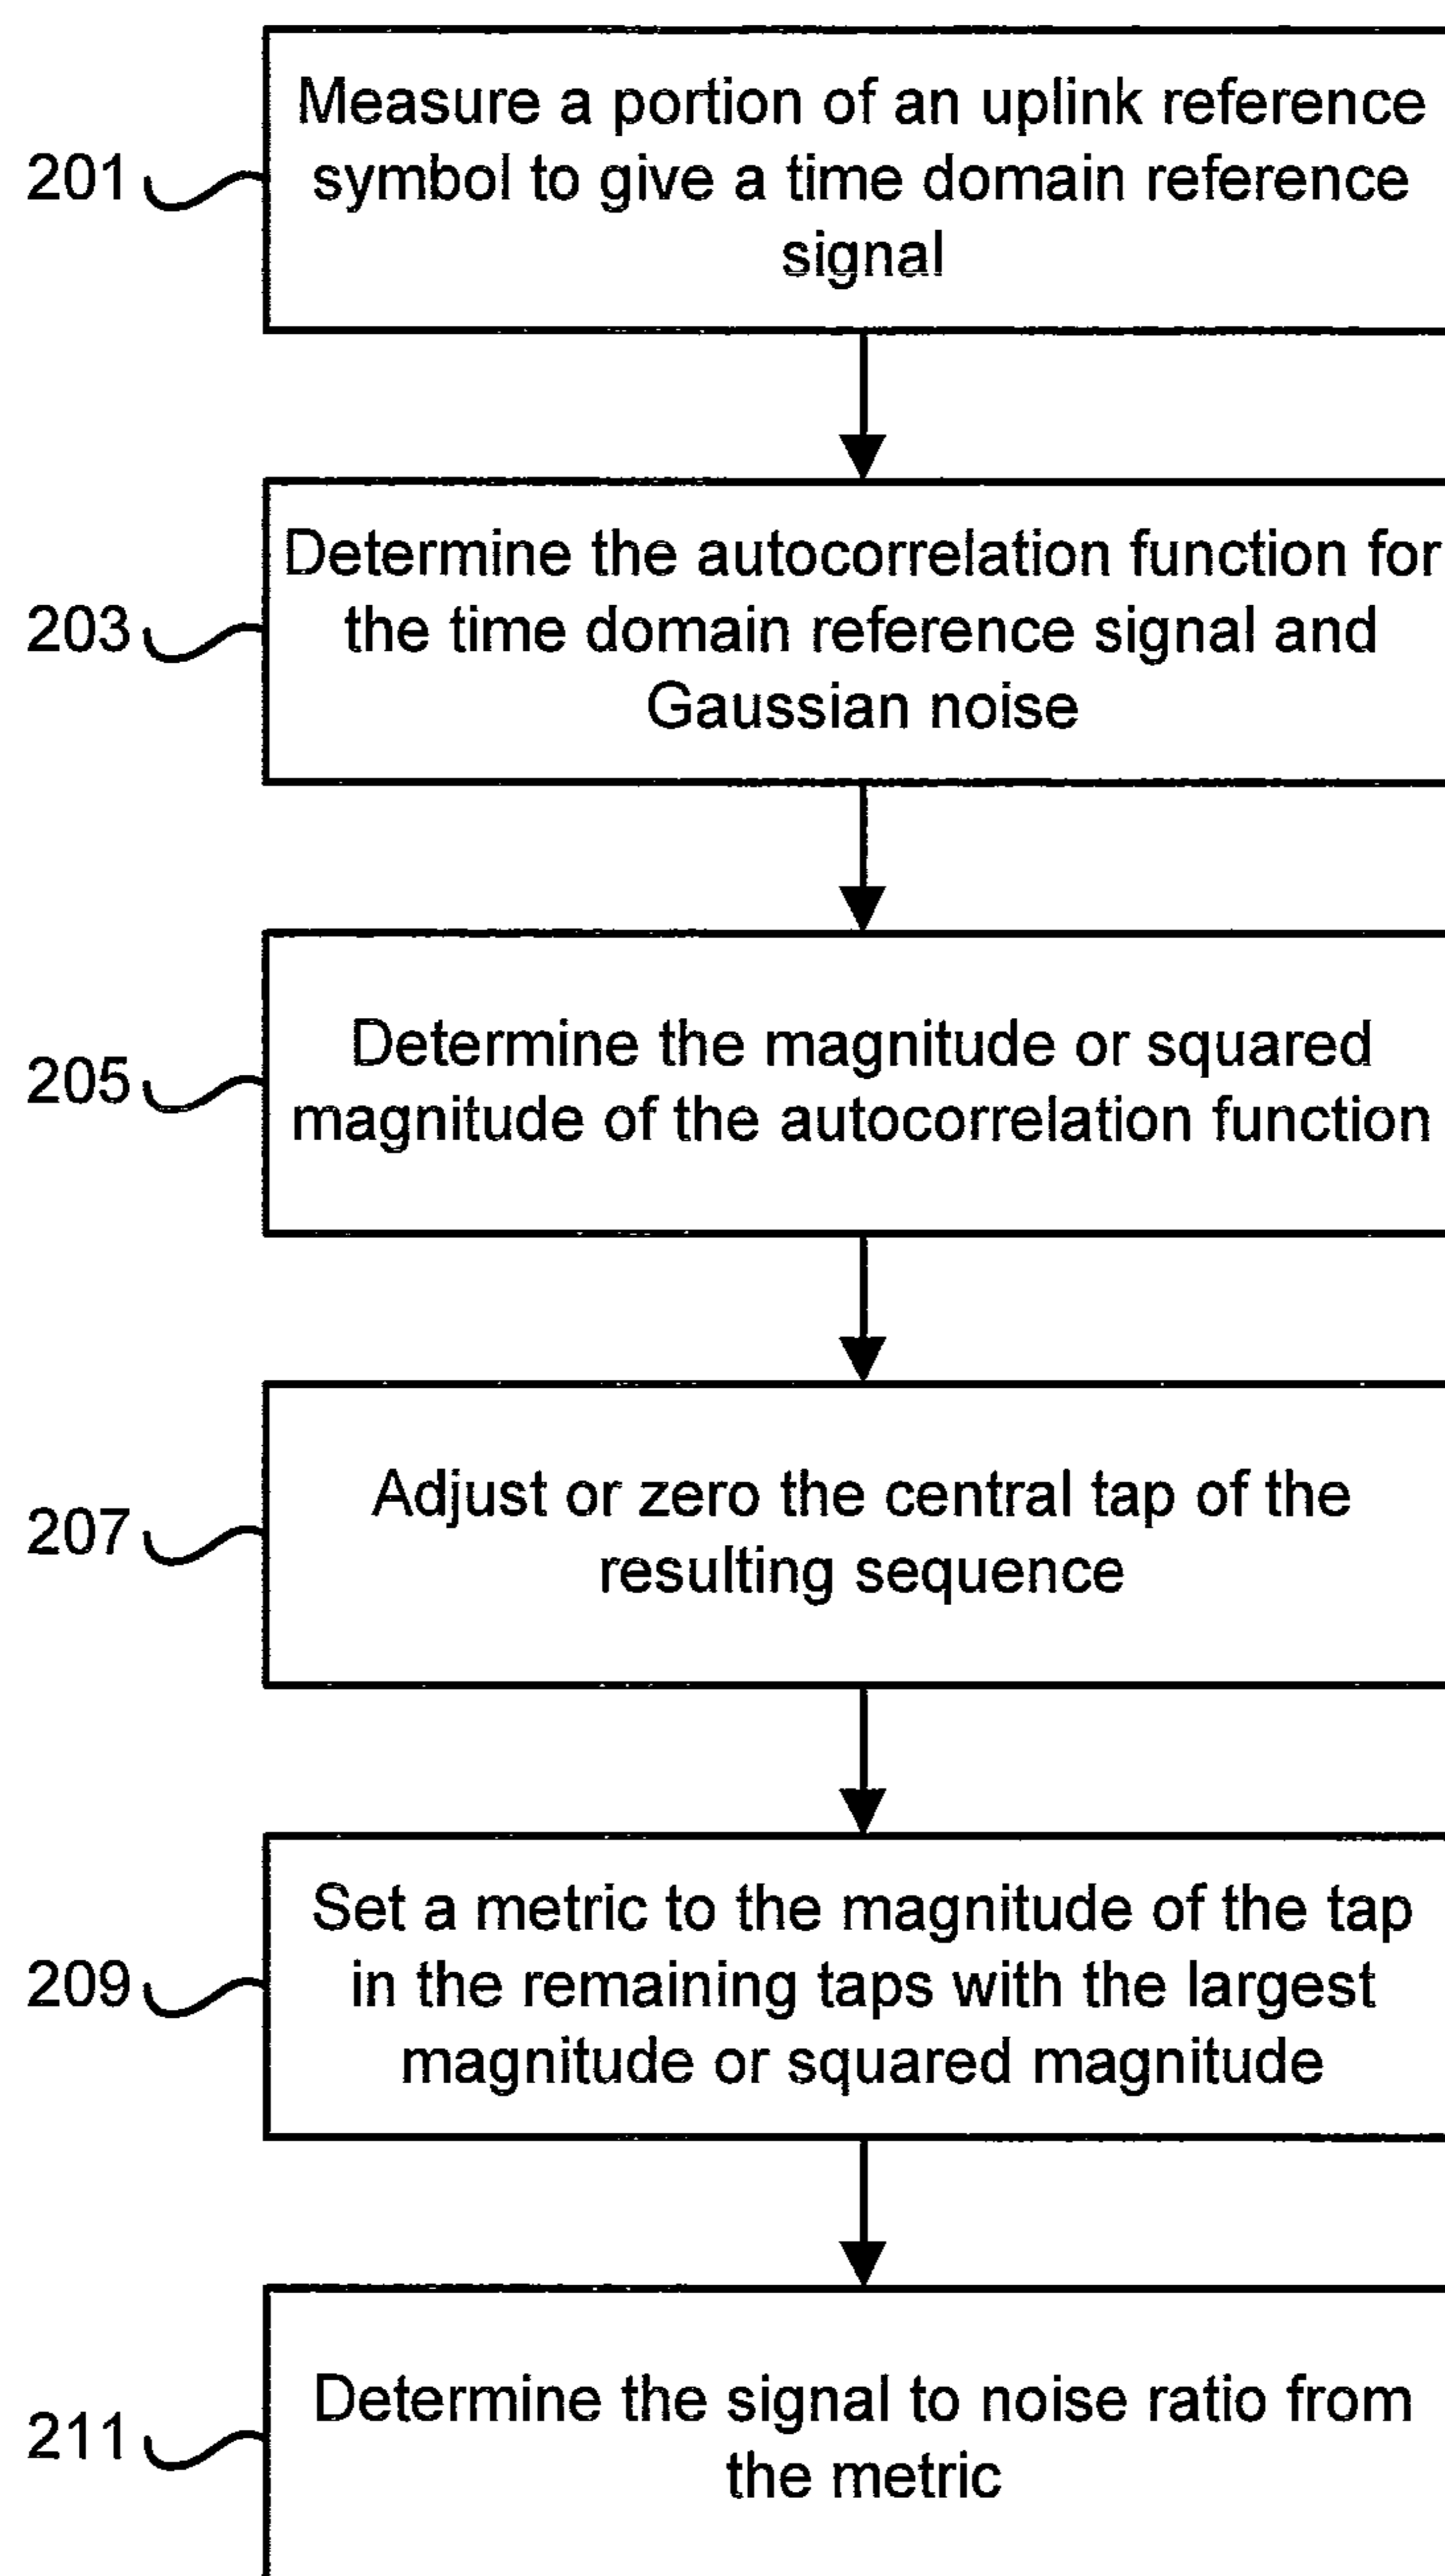 Measure a portion of an uplink reference
201
symbol to give a time domain reference
signal
Determine the autocorrelation function for
203
the time domain reference signal and
Gaussian noise
Determine the magnitude or squared
205
magnitude of the autocorrelation function
Adjust or zero the central tap of the
207
resulting sequence
Set a metric to the magnitude of the tap
209
in the remaining taps with the largest
magnitude or squared magnitude
Determine the signal to noise ratio from
211
the metric